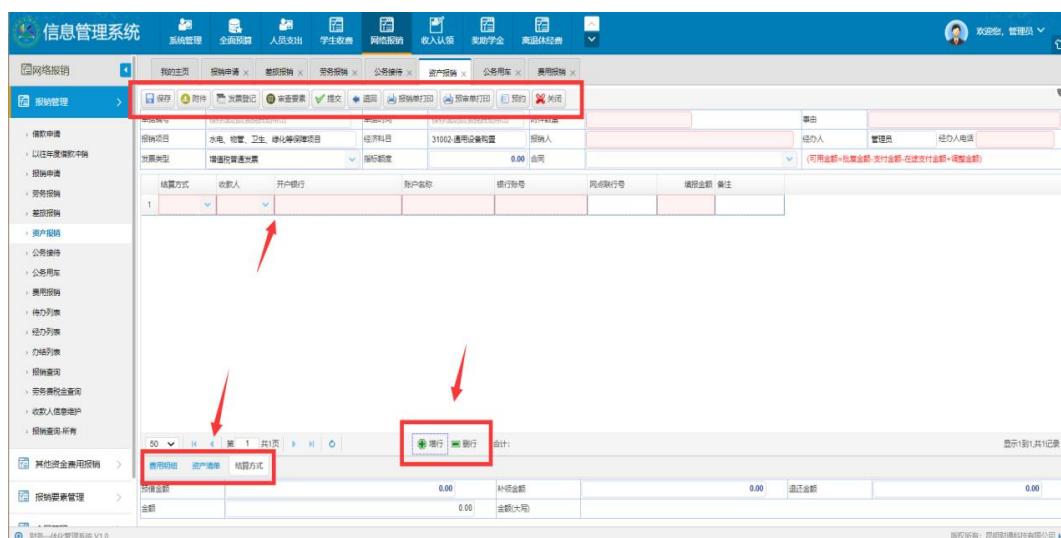 信息管理系统
系统管理 全面预算 人员支出 学生收费 网络报销 收入认领 奖助学金 离退休经费
欢迎您，管理员
网络报销
我的主页 报销申请 × 差旅报销 × 劳务报销 × 公务接待 × 资产报销 × 公务用车 × 费用报销 ×
报销管理
保存 附件 发票登记 审查要素 提交 退回 报销单打印 预审单打印 预约 关闭
事由
借款申请
报销项目 水电、物管、卫生、绿化等保障项目 经济科目 31002-通用设备购置 报销人 经办人 管理员 经办人电话
以往年度借款冲销
发票类型 增值税普通发票 指标额度 0.00 合同 (可用金额=批复金额-支付金额-在途支付金额+调整金额)
报销申请
结算方式 收款人 开户银行 账户名称 银行账号 网点联行号 填报金额 备注
劳务报销
1
差旅报销
资产报销
公务接待
公务用车
费用报销
待办列表
经办列表
办结列表
报销查询
劳务费税金查询
收款人信息维护
报销查询-所有
50 第 1 共1页 增行 删行 合计: 显示1到1,共1记录
其他资金费用报销
费用明细 资产清单 结算方式
预借金额 0.00 补领金额 0.00 退还金额 0.00
报销要素管理
金额 0.00 金额(大写)